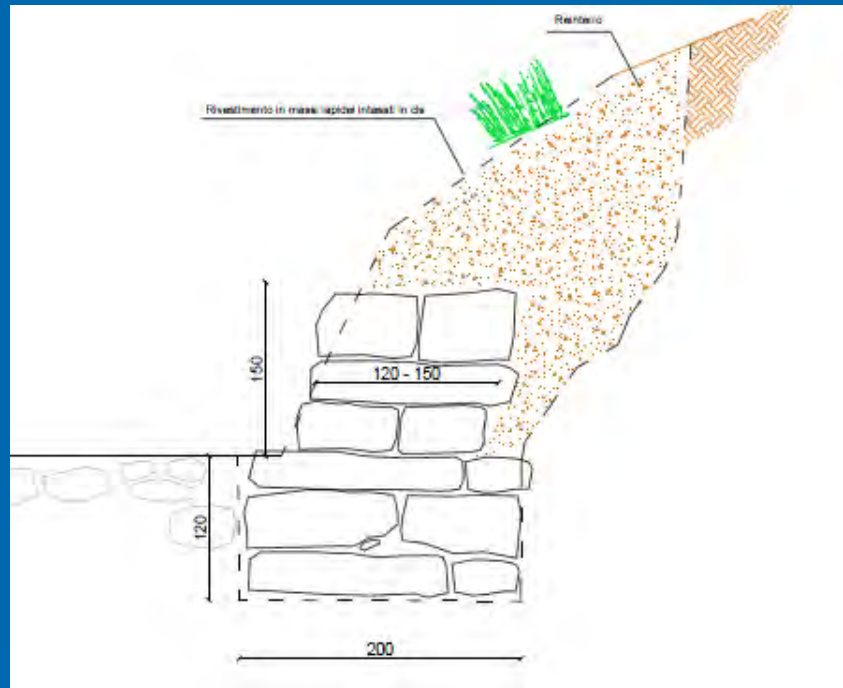 Reinterro
Rivestimento in massi lapidei intasati in cls
150
120 - 150
120
200